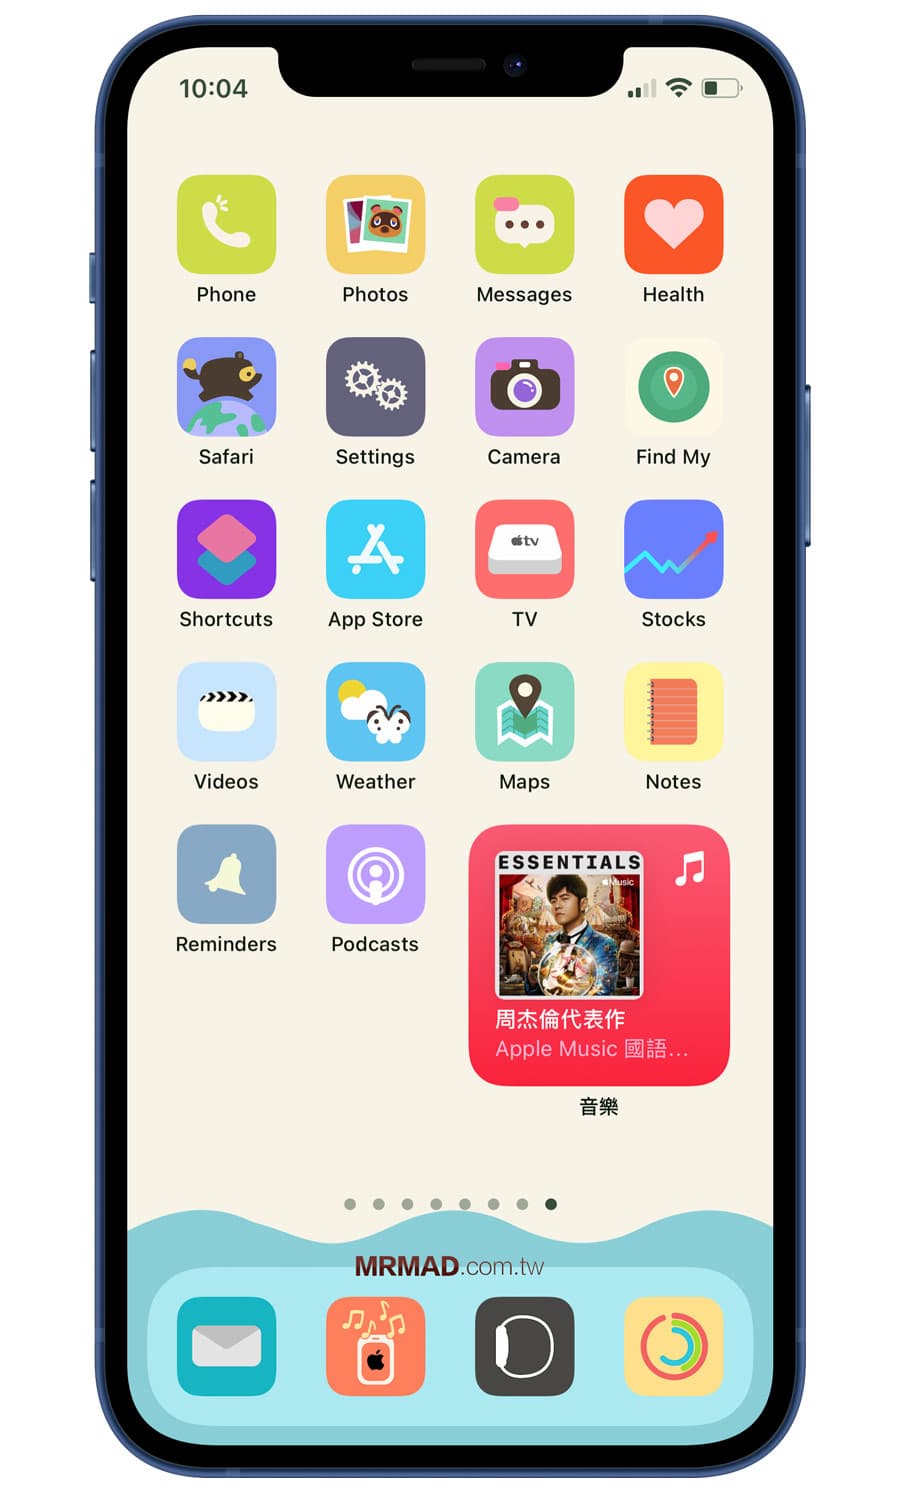 10:04
Phone
Photos
Messages
Health
Safari
Settings
Camera
Find My
Shortcuts
App Store
tv
TV
Stocks
Videos
Weather
Maps
Notes
Reminders
Podcasts
ESSENTIALS
Music
周杰倫代表作
Apple Music 國語...
音樂
MRMAD.com.tw